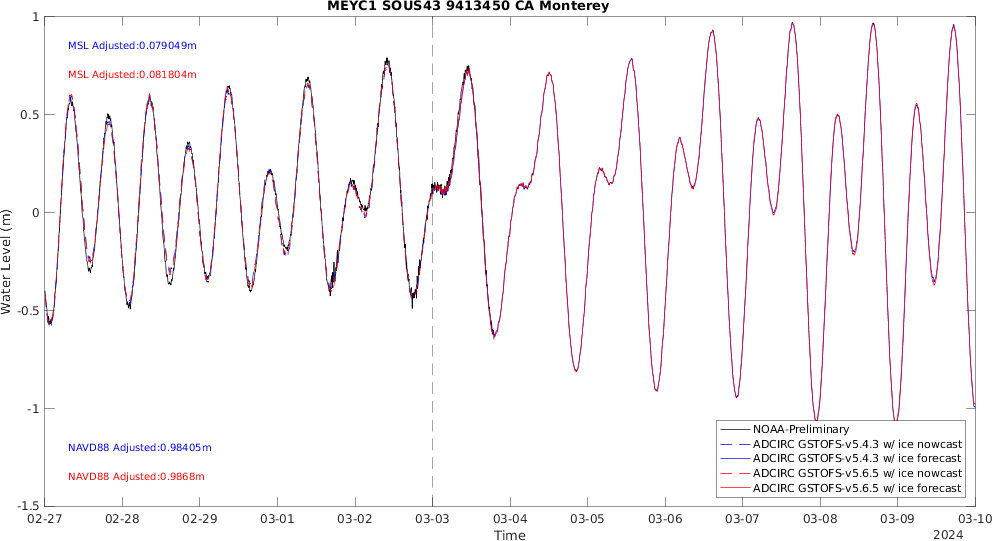 MEYC1 SOUS43 9413450 CA Monterey
MSL Adjusted:0.079049m
MSL Adjusted:0.081804m
NAVD88 Adjusted:0.98405m
NAVD88 Adjusted:0.9868m
Water Level (m)
1
0.5
0
-0.5
-1
-1.5
NOAA-Preliminary
ADCIRC GSTOFS-v5.4.3 w/ ice nowcast
ADCIRC GSTOFS-v5.4.3 w/ ice forecast
ADCIRC GSTOFS-v5.6.5 w/ ice nowcast
ADCIRC GSTOFS-v5.6.5 w/ ice forecast
02-27 02-28 02-29 03-01 03-02 03-03 03-04 03-05 03-06 03-07 03-08 03-09 03-10
Time
2024